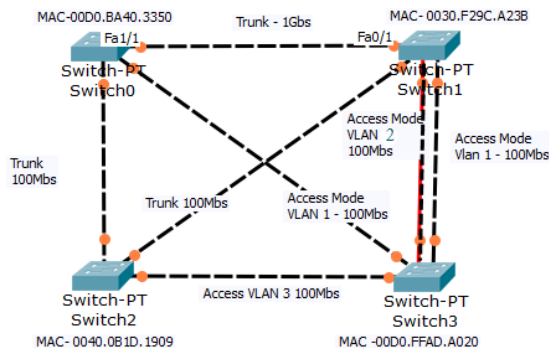 MAC-00D0.BA40.3350
Trunk - 1Gbs
MAC- 0030.F29C.A23B
Fa1/1
Fa0/1
Switch-PT
Switch0
Switch-PT
Switch1
Access Mode
VLAN 2
100Mbs
Access Mode
Vlan 1 - 100Mbs
Trunk
100Mbs
Trunk 100Mbs
Access Mode
VLAN 1 - 100Mbs
Switch-PT
Switch2
Access VLAN 3 100Mbs
Switch-PT
Switch3
MAC- 0040.0B1D.1909
MAC -00D0.FFAD.A020